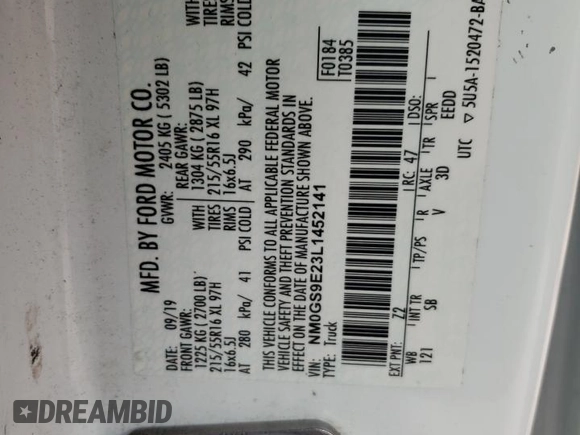 MFD. BY FORD MOTOR CO.
DATE: 09/19 GVWR: 2405 KG ( 5302 LB)
FRONT GAWR: REAR GAWR:
1225 KG ( 2700 LB) WITH 1304 KG ( 2875 LB) WITH
215/55R16 XL 97H TIRES 215/55R16 XL 97H TIRES
16x6.5J RIMS 16x6.5J RIMS
AT 280 kPa/ 41 PSI COLD AT 290 kPa/ 42 PSI COLD
THIS VEHICLE CONFORMS TO ALL APPLICABLE FEDERAL MOTOR
VEHICLE SAFETY AND THEFT PREVENTION STANDARDS IN
EFFECT ON THE DATE OF MANUFACTURE SHOWN ABOVE.
VIN: NM0GS9E23L1452141
TYPE: Truck
F0184
T0385
EXT PNT: Z2 RC: 47 DSO:
WB INT TR TP/PS R AXLE TR SPR
121 SB V 3D EEDD
UTC ▽ 5U5A-1520472-BA
DREAMBID